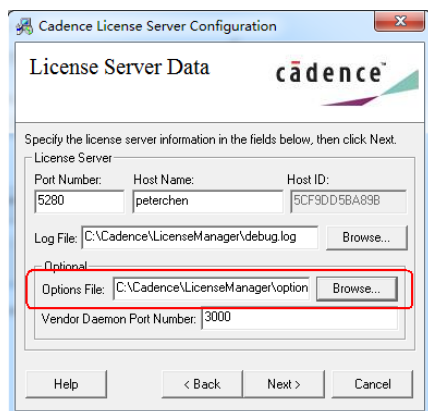 Cadence License Server Configuration
License Server Data
cādence™
Specify the license server information in the fields below, then click Next.
License Server
Port Number: Host Name: Host ID:
5280 peterchen 5CF9DD5BA89B
Log File: C:\Cadence\LicenseManager\debug.log Browse...
Optional
Options File: C:\Cadence\LicenseManager\option Browse...
Vendor Daemon Port Number: 3000
Help < Back Next > Cancel